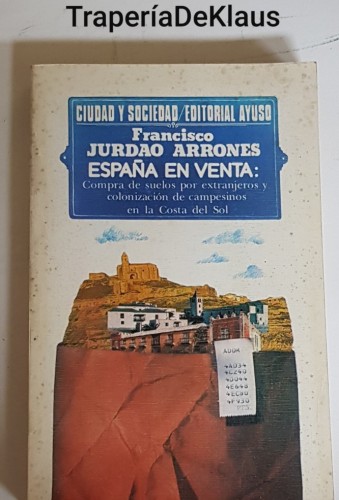 TraperíaDeKlaus
CIUDAD Y SOCIEDAD/EDITORIAL AYUSO
Francisco
JURDAO ARRONES
ESPAÑA EN VENTA:
Compra de suelos por extranjeros y
colonización de campesinos
en la Costa del Sol